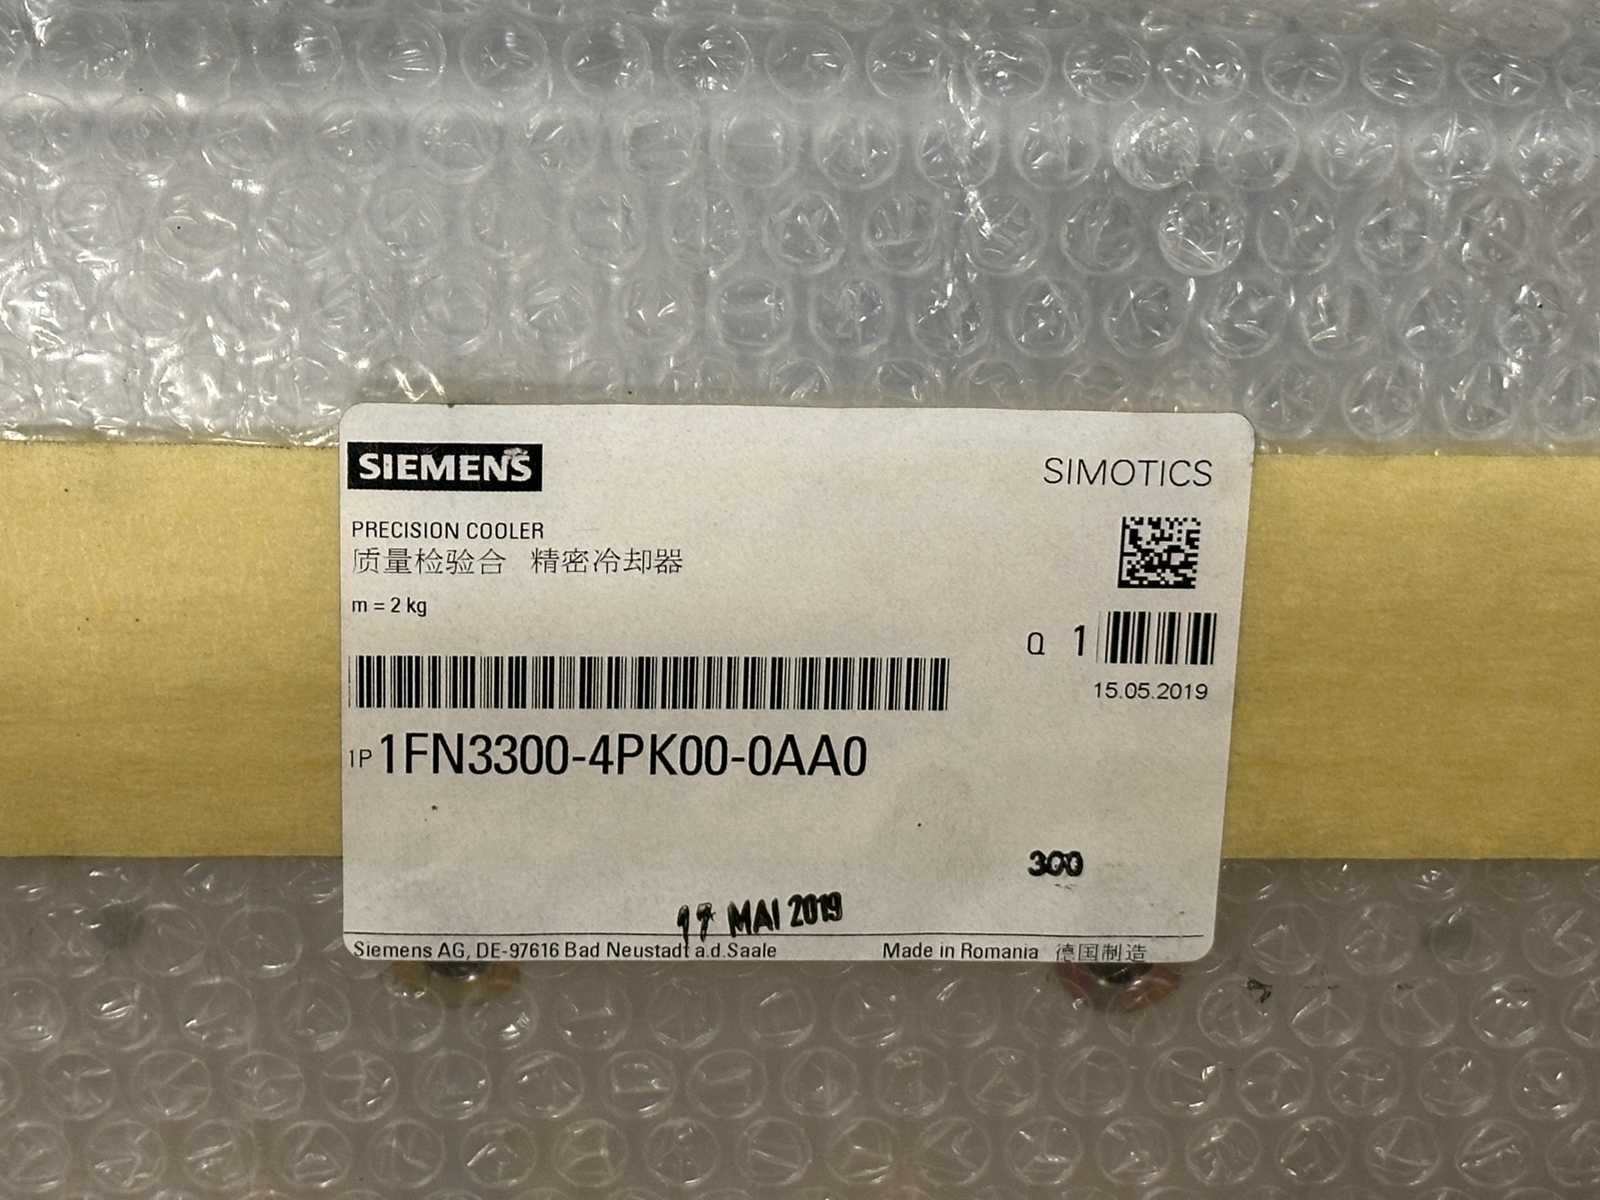 SIEMENS
SIMOTICS
PRECISION COOLER
质量检验合 精密冷却器
m = 2 kg
Q 1
15.05.2019
1P 1FN3300-4PK00-0AA0
300
17 MAI 2019
Siemens AG, DE-97616 Bad Neustadt a.d.Saale
Made in Romania 德国制造